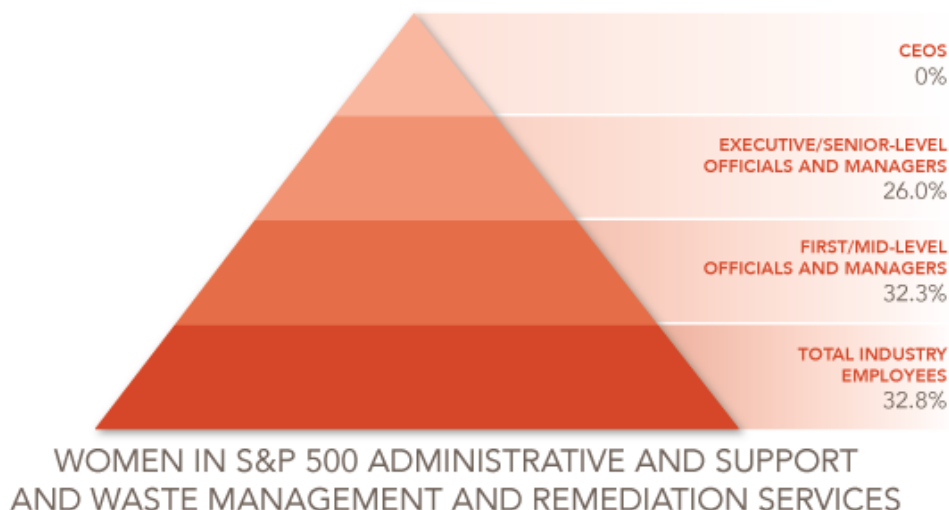 CEOS
0%
EXECUTIVE/SENIOR-LEVEL
OFFICIALS AND MANAGERS
26.0%
FIRST/MID-LEVEL
OFFICIALS AND MANAGERS
32.3%
TOTAL INDUSTRY
EMPLOYEES
32.8%
WOMEN IN S&P 500 ADMINISTRATIVE AND SUPPORT
AND WASTE MANAGEMENT AND REMEDIATION SERVICES